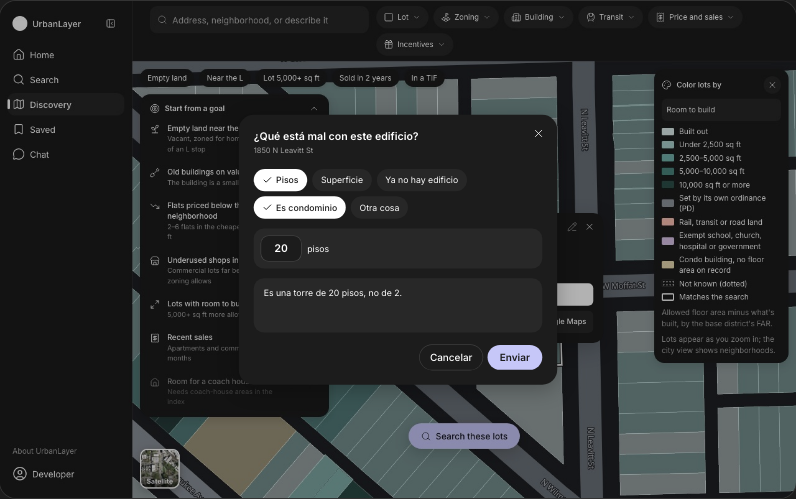 UrbanLayer
Home
Search
Discovery
Saved
Chat
About UrbanLayer
Developer
Address, neighborhood, or describe anything
Lot
Zoning
Building
Transit
Price and sales
Incentives
Empty land
Near the L
Lot 5,000+ sq ft
Sold in 2 years
In a TIF
Start from a goal
Empty land near the
Vacant, zoned for hom
of an L stop
Old buildings on valu
The building is a small
Flats priced below th
neighborhood
2-6 flats in the cheape
ft
Underused shops in
Commercial lots far be
zoning allows
Lots with room to bu
5,000+ sq ft more allo
Recent sales
Apartments and comm
months
Room for a coach hou
Needs coach-house areas in the
index
Satellite
¿Qué está mal con este edificio?
1850 N Leavitt St
Pisos
Superficie
Ya no hay edificio
Es condominio
Otra cosa
20
pisos
Es una torre de 20 pisos, no de 2.
Cancelar
Enviar
gle Maps
Search these lots
N Leavitt St
W Moffat St
N Leavitt St
Color lots by
Room to build
Built out
Under 2,500 sq ft
2,500-5,000 sq ft
5,000-10,000 sq ft
10,000 sq ft or more
Set by its own ordinance
(PD)
Rail, transit or road land
Exempt school, church,
hospital or government
Condo building, no floor
area on record
Not known (dotted)
Matches the search
Allowed floor area minus what's
built, by the base district's FAR.
Lots appear as you zoom in; the
city view shows neighborhoods.